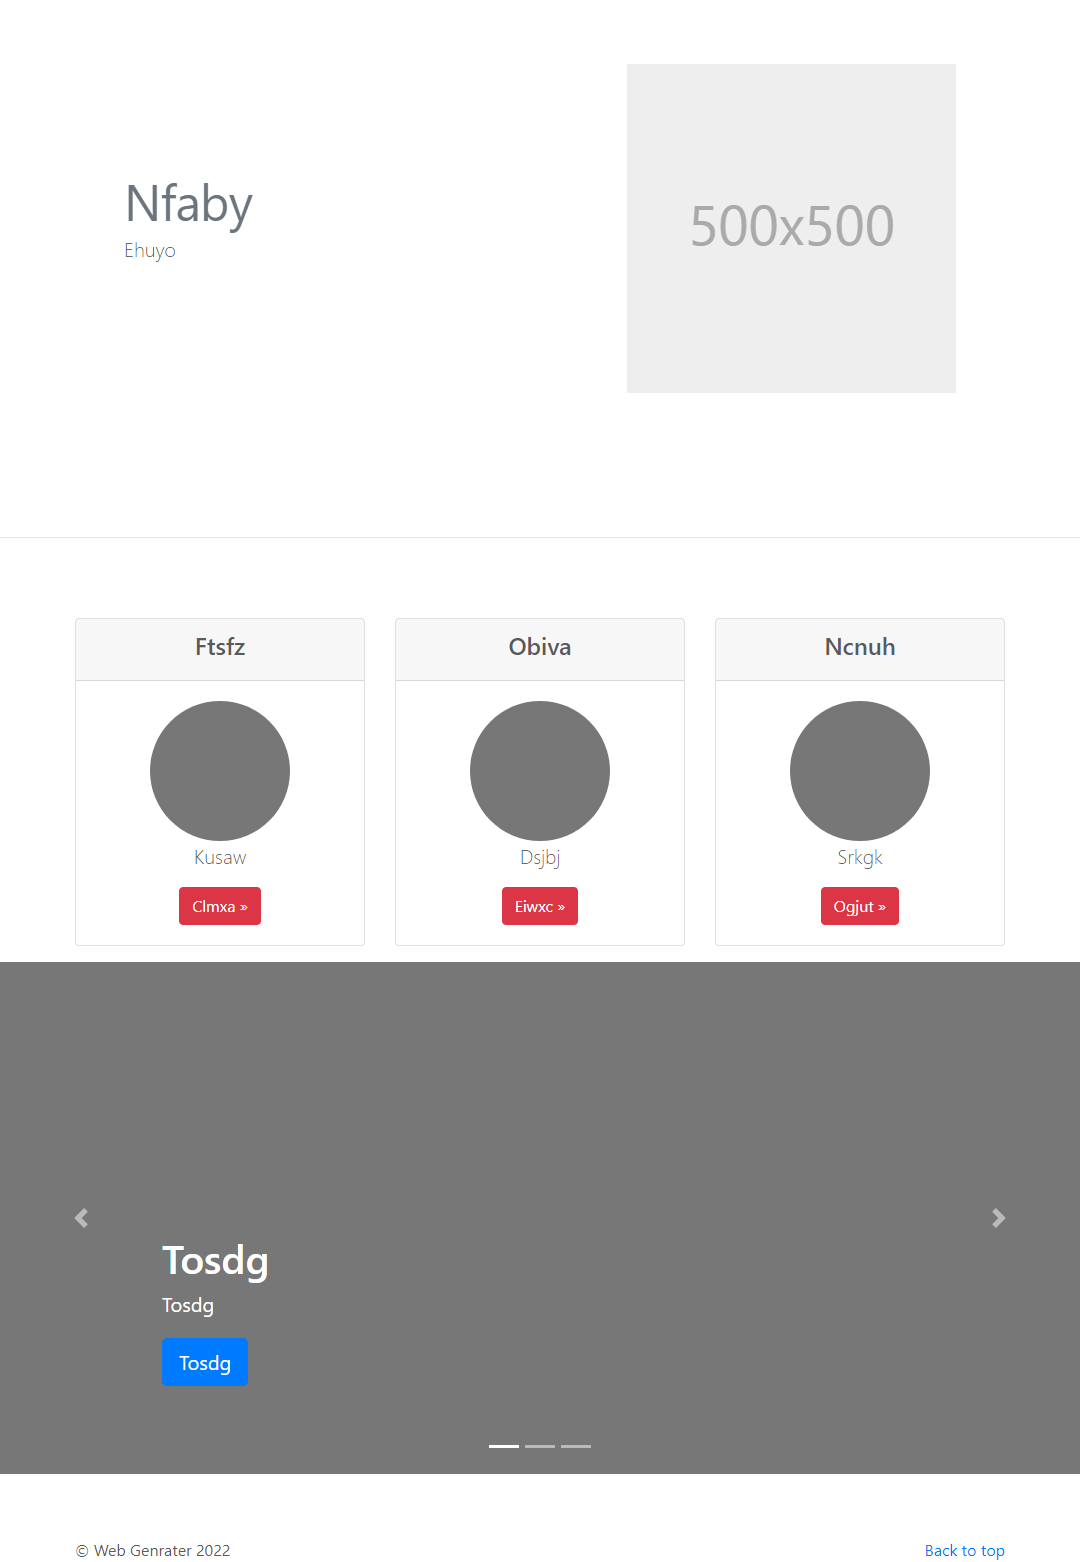 Nfaby
Ehuyo
500x500
Ftsfz
Kusaw
Clmxa »
Obiva
Dsjbj
Eiwxc »
Ncnuh
Srkgk
Ogjut »
Tosdg
Tosdg
Tosdg
© Web Genrater 2022
Back to top